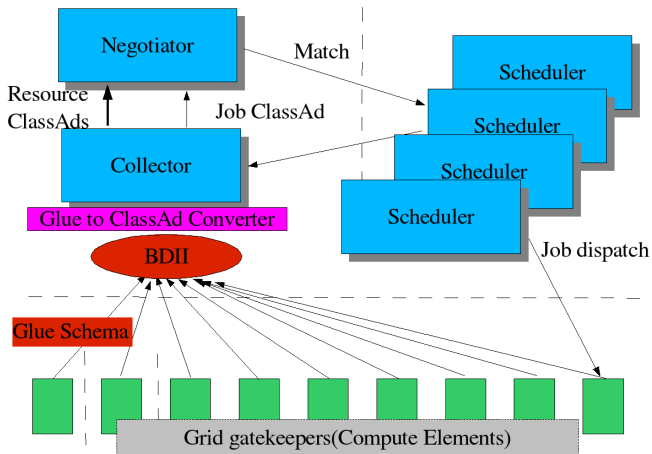 Negotiator
Match
Scheduler
Resource
ClassAds
Job ClassAd
Scheduler
Collector
Scheduler
Scheduler
Glue to ClassAd Converter
BDII
Job dispatch
Glue Schema
Grid gatekeepers(Compute Elements)